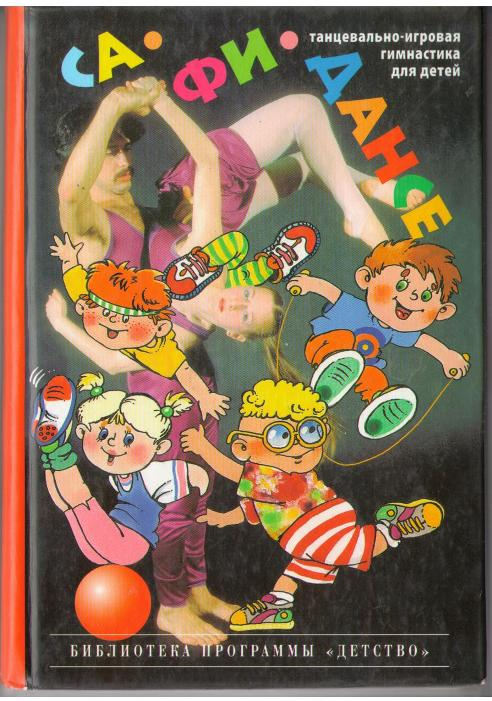 СА • ФИ • ДАНСЕ
танцевально-игровая
гимнастика
для детей
БИБЛИОТЕКА ПРОГРАММЫ «ДЕТСТВО»